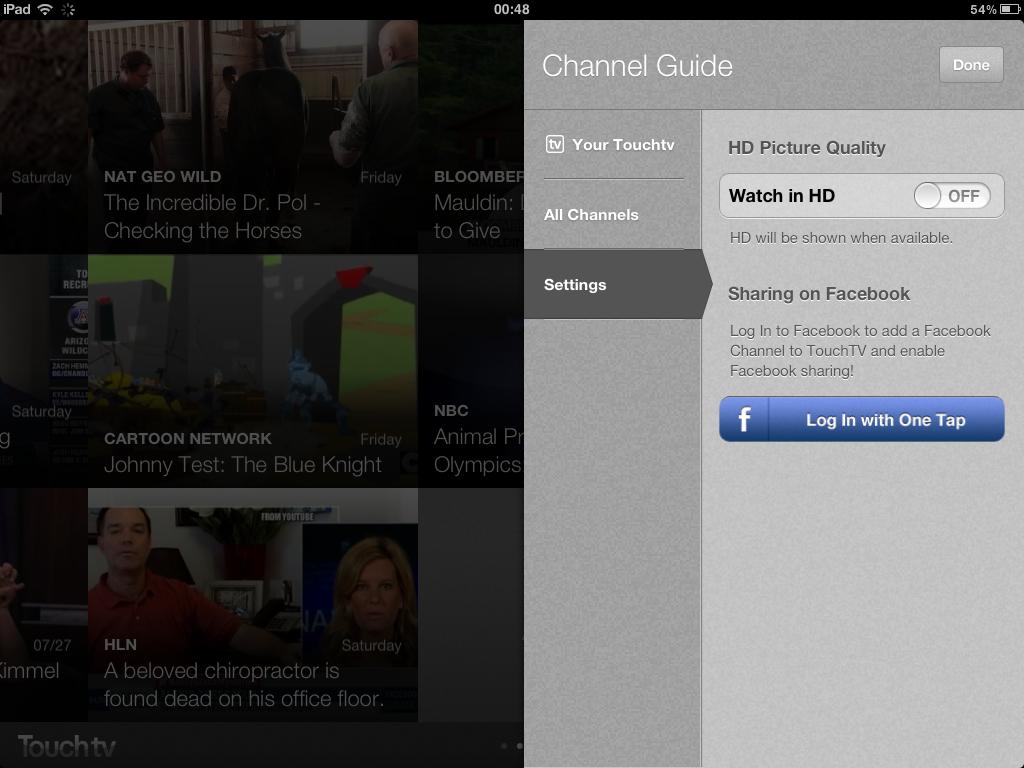 iPad
00:48
54%
Saturday
NAT GEO WILD
Friday
The Incredible Dr. Pol -
Checking the Horses
BLOOMBER
Mauldin:
to Give
Saturday
g
CARTOON NETWORK
Friday
Johnny Test: The Blue Knight
NBC
Animal Pr
Olympics
FROM YOUTUBE
07/27
Kimmel
HLN
Saturday
A beloved chiropractor is
found dead on his office floor.
Touchtv
Channel Guide
Done
tv Your Touchtv
All Channels
Settings
HD Picture Quality
Watch in HD
OFF
HD will be shown when available.
Sharing on Facebook
Log In to Facebook to add a Facebook
Channel to TouchTV and enable
Facebook sharing!
f Log In with One Tap